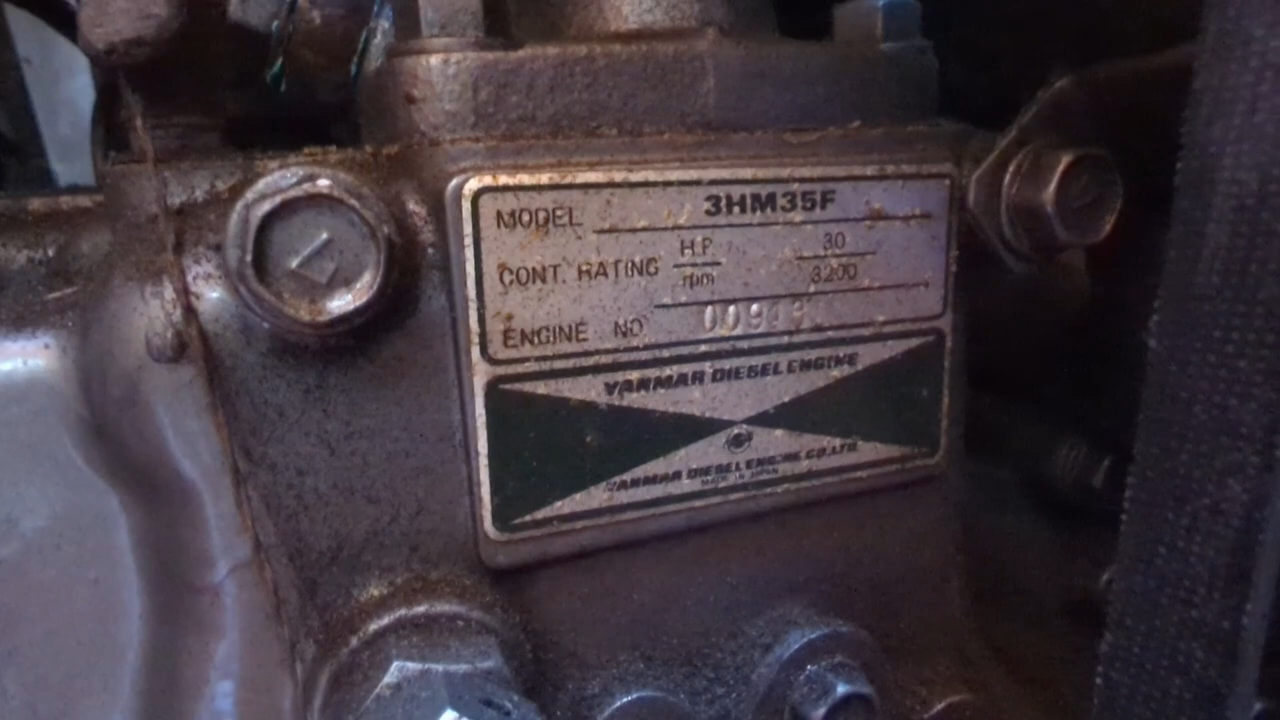 MODEL 3HM35F
CONT. RATING H.P. 30
rpm 3200
ENGINE NO.
YANMAR DIESEL ENGINE
YANMAR DIESEL ENGINE CO., LTD.
MADE IN JAPAN